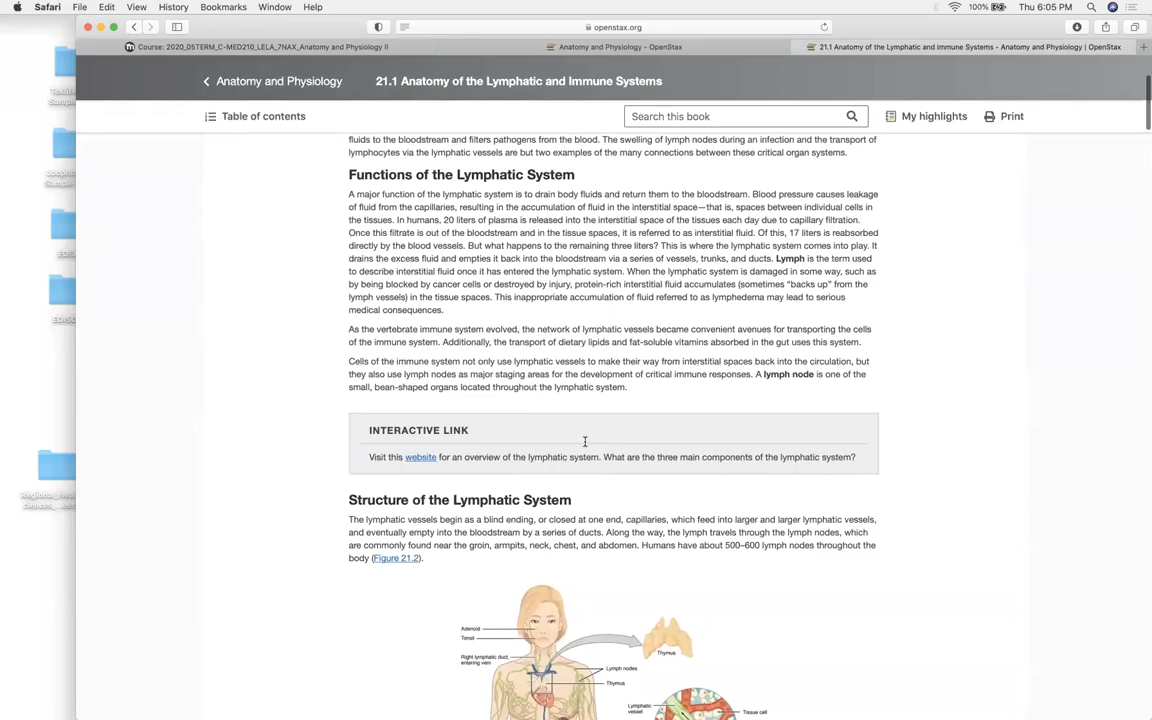 Safari File Edit View History Bookmarks Window Help 100% Thu 6:05 PM
openstax.org
Course: 2020_05TERM_C-MED210_LELA_7NAX_Anatomy and Physiology II
Anatomy and Physiology - OpenStax
21.1 Anatomy of the Lymphatic and Immune Systems - Anatomy and Physiology | OpenStax
Anatomy and Physiology 21.1 Anatomy of the Lymphatic and Immune Systems
Table of contents Search this book My highlights Print
fluids to the bloodstream and filters pathogens from the blood. The swelling of lymph nodes during an infection and the transport of
lymphocytes via the lymphatic vessels are but two examples of the many connections between these critical organ systems.
Functions of the Lymphatic System
A major function of the lymphatic system is to drain body fluids and return them to the bloodstream. Blood pressure causes leakage
of fluid from the capillaries, resulting in the accumulation of fluid in the interstitial space—that is, spaces between individual cells in
the tissues. In humans, 20 liters of plasma is released into the interstitial space of the tissues each day due to capillary filtration.
Once this filtrate is out of the bloodstream and in the tissue spaces, it is referred to as interstitial fluid. Of this, 17 liters is reabsorbed
directly by the blood vessels. But what happens to the remaining three liters? This is where the lymphatic system comes into play. It
drains the excess fluid and empties it back into the bloodstream via a series of vessels, trunks, and ducts. Lymph is the term used
to describe interstitial fluid once it has entered the lymphatic system. When the lymphatic system is damaged in some way, such as
by being blocked by cancer cells or destroyed by injury, protein-rich interstitial fluid accumulates (sometimes “backs up” from the
lymph vessels) in the tissue spaces. This inappropriate accumulation of fluid referred to as lymphedema may lead to serious
medical consequences.
As the vertebrate immune system evolved, the network of lymphatic vessels became convenient avenues for transporting the cells
of the immune system. Additionally, the transport of dietary lipids and fat-soluble vitamins absorbed in the gut uses this system.
Cells of the immune system not only use lymphatic vessels to make their way from interstitial spaces back into the circulation, but
they also use lymph nodes as major staging areas for the development of critical immune responses. A lymph node is one of the
small, bean-shaped organs located throughout the lymphatic system.
INTERACTIVE LINK
Visit this website for an overview of the lymphatic system. What are the three main components of the lymphatic system?
Structure of the Lymphatic System
The lymphatic vessels begin as a blind ending, or closed at one end, capillaries, which feed into larger and larger lymphatic vessels,
and eventually empty into the bloodstream by a series of ducts. Along the way, the lymph travels through the lymph nodes, which
are commonly found near the groin, armpits, neck, chest, and abdomen. Humans have about 500–600 lymph nodes throughout the
body (Figure 21.2).
Adenoid
Tonsil
Right lymphatic duct,
entering vein
Thymus
Lymph nodes
Thymus
Lymphatic
vessel
Tissue cell